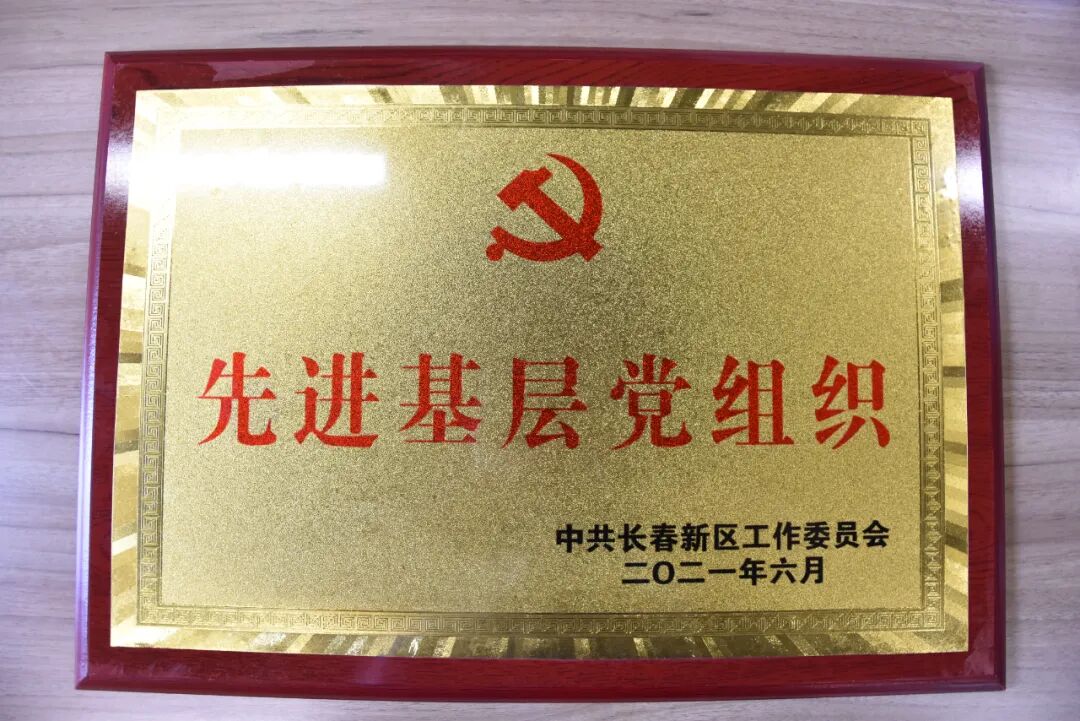 先进基层党组织
中共长春新区工作委员会
二〇二一年六月